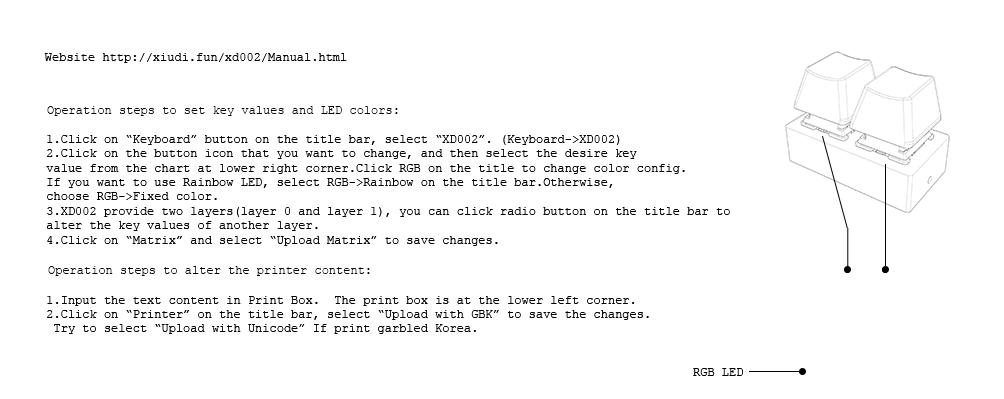 Website http://xiudi.fun/xd002/Manual.html
Operation steps to set key values and LED colors:
1.Click on “Keyboard” button on the title bar, select “XD002”. (Keyboard->XD002)
2.Click on the button icon that you want to change, and then select the desire key
value from the chart at lower right corner.Click RGB on the title to change color config.
If you want to use Rainbow LED, select RGB->Rainbow on the title bar.Otherwise,
choose RGB->Fixed color.
3.XD002 provide two layers(layer 0 and layer 1), you can click radio button on the title bar to
alter the key values of another layer.
4.Click on “Matrix” and select “Upload Matrix” to save changes.
Operation steps to alter the printer content:
1.Input the text content in Print Box.  The print box is at the lower left corner.
2.Click on “Printer” on the title bar, select “Upload with GBK” to save the changes.
Try to select “Upload with Unicode” If print garbled Korea.
RGB LED